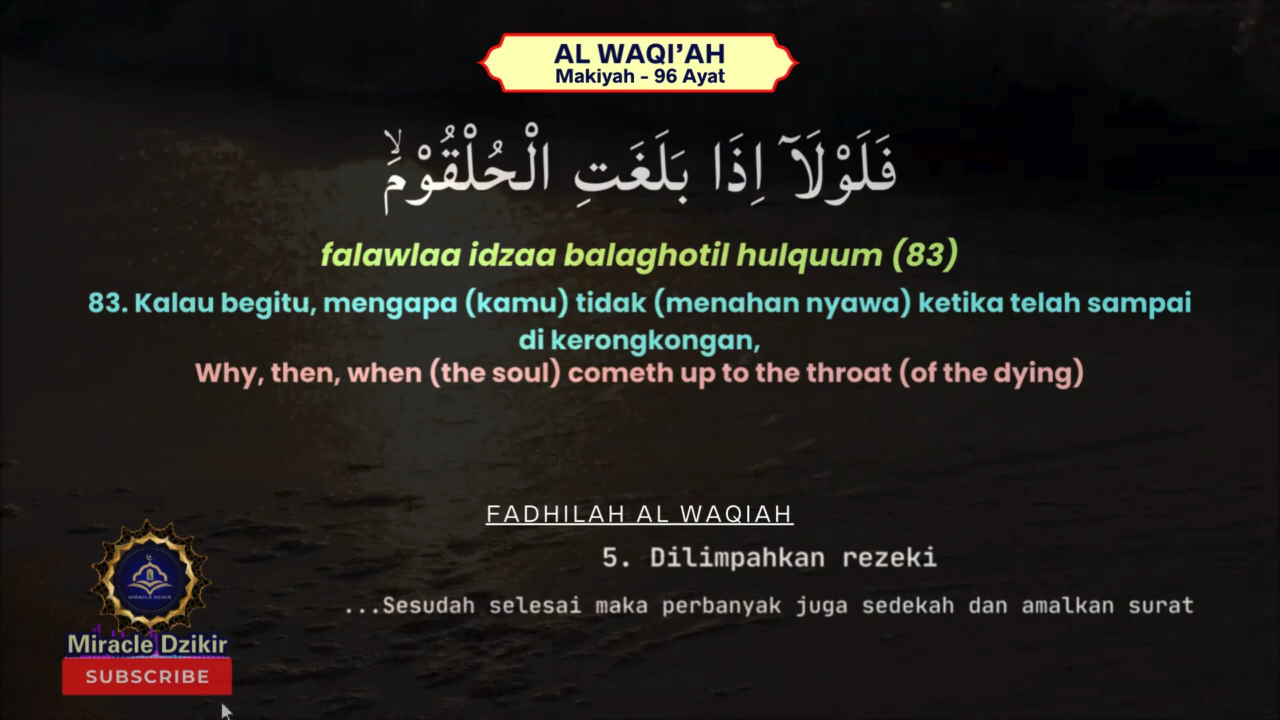 AL WAQI’AH
Makiyah - 96 Ayat
فَلَوْلَآ اِذَا بَلَغَتِ الْحُلْقُوْمَۙ
falawlaa idzaa balaghotil hulquum (83)
83. Kalau begitu, mengapa (kamu) tidak (menahan nyawa) ketika telah sampai
di kerongkongan,
Why, then, when (the soul) cometh up to the throat (of the dying)
FADHILAH AL WAQIAH
5. Dilimpahkan rezeki
...Sesudah selesai maka perbanyak juga sedekah dan amalkan surat
MIRACLE DZIKIR
Miracle Dzikir
SUBSCRIBE